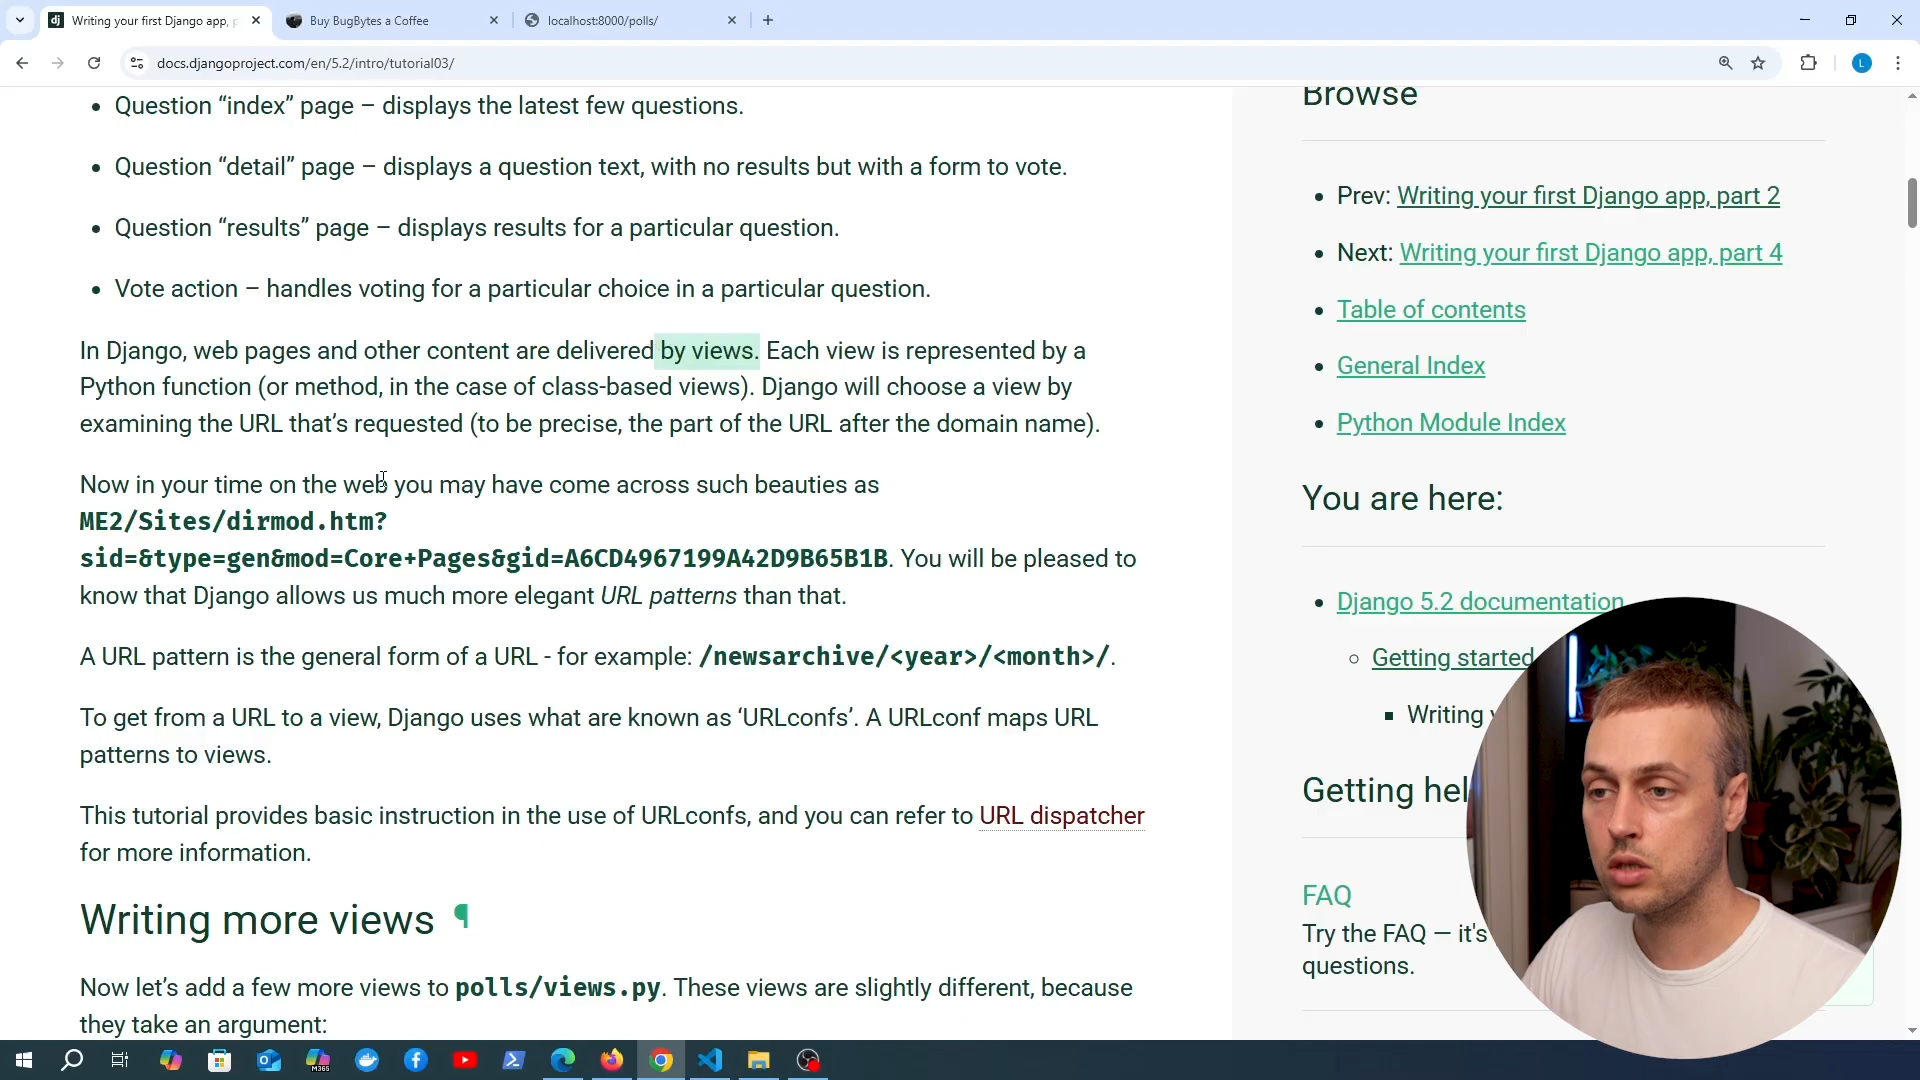 Writing your first Django app, p
Buy BugBytes a Coffee
localhost:8000/polls/
docs.djangoproject.com/en/5.2/intro/tutorial03/
L
• Question “index” page – displays the latest few questions.
• Question “detail” page – displays a question text, with no results but with a form to vote.
• Question “results” page – displays results for a particular question.
• Vote action – handles voting for a particular choice in a particular question.
In Django, web pages and other content are delivered by views. Each view is represented by a
Python function (or method, in the case of class-based views). Django will choose a view by
examining the URL that’s requested (to be precise, the part of the URL after the domain name).
Now in your time on the web you may have come across such beauties as
ME2/Sites/dirmod.htm?
sid=&type=gen&mod=Core+Pages&gid=A6CD4967199A42D9B65B1B. You will be pleased to
know that Django allows us much more elegant URL patterns than that.
A URL pattern is the general form of a URL - for example: /newsarchive/<year>/<month>/.
To get from a URL to a view, Django uses what are known as ‘URLconfs’. A URLconf maps URL
patterns to views.
This tutorial provides basic instruction in the use of URLconfs, and you can refer to URL dispatcher
for more information.
Writing more views ¶
Now let’s add a few more views to polls/views.py. These views are slightly different, because
they take an argument:
Browse
• Prev: Writing your first Django app, part 2
• Next: Writing your first Django app, part 4
• Table of contents
• General Index
• Python Module Index
You are here:
• Django 5.2 documentation
Getting started
Writing
Getting hel
FAQ
Try the FAQ — it's
questions.